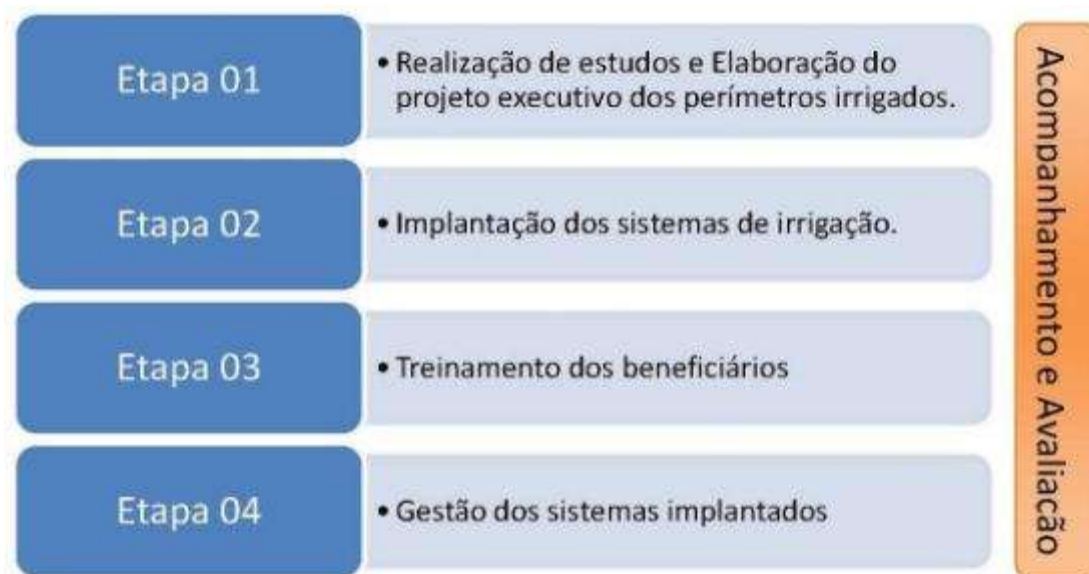 Etapa 01
• Realização de estudos e Elaboração do
projeto executivo dos perímetros irrigados.
Etapa 02
• Implantação dos sistemas de irrigação.
Etapa 03
• Treinamento dos beneficiários
Etapa 04
• Gestão dos sistemas implantados
Acompanhamento e Avaliação